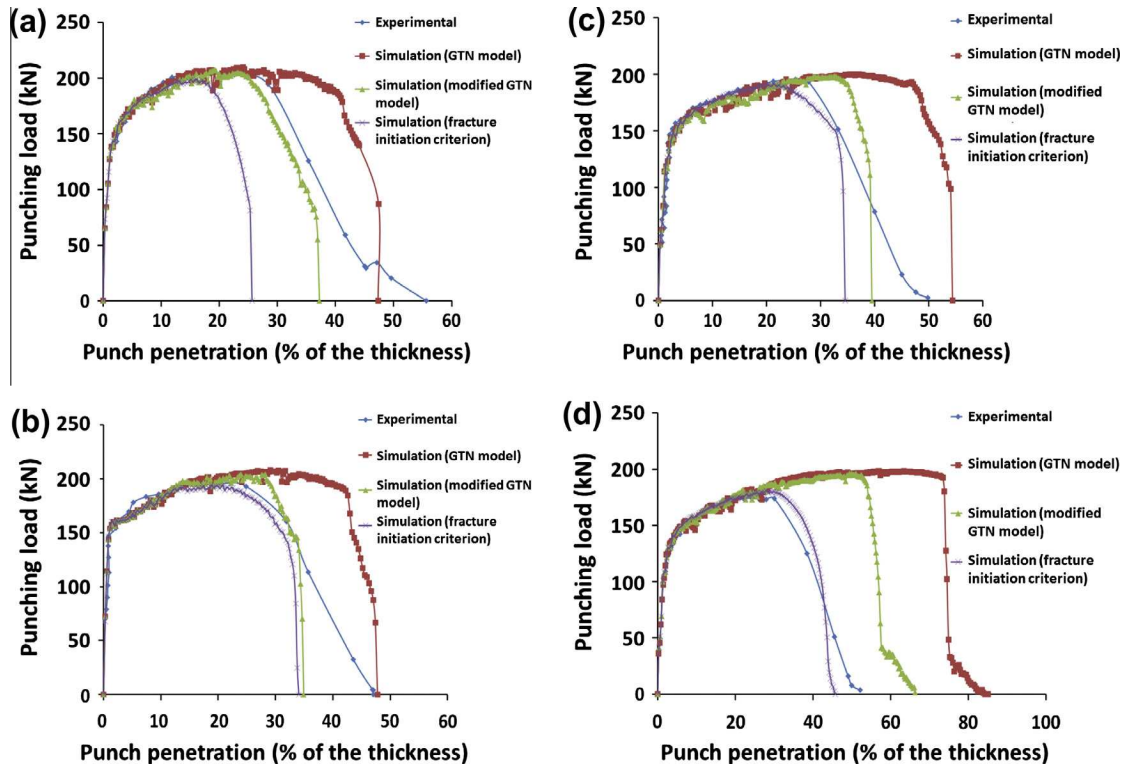 (a)
250
200
150
100
50
0
Punching load (kN)
0 10 20 30 40 50 60
Punch penetration (% of the thickness)
Experimental
Simulation (GTN model)
Simulation (modified GTN
model)
Simulation (fracture
initiation criterion)
(c)
250
200
150
100
50
0
Punching load (kN)
0 10 20 30 40 50 60
Punch penetration (% of the thickness)
Experimental
Simulation (GTN model)
Simulation (modified
GTN model)
Simulation (fracture
initiation criterion)
(b)
250
200
150
100
50
0
Punching load (kN)
0 10 20 30 40 50 60
Punch penetration (% of the thickness)
Experimental
Simulation (GTN model)
Simulation (modified GTN
model)
Simulation (fracture
initiation criterion)
(d)
250
200
150
100
50
0
Punching load (kN)
0 20 40 60 80 100
Punch penetration (% of the thickness)
Experimental
Simulation (GTN model)
Simulation (modified
GTN model)
Simulation (fracture
initiation criterion)